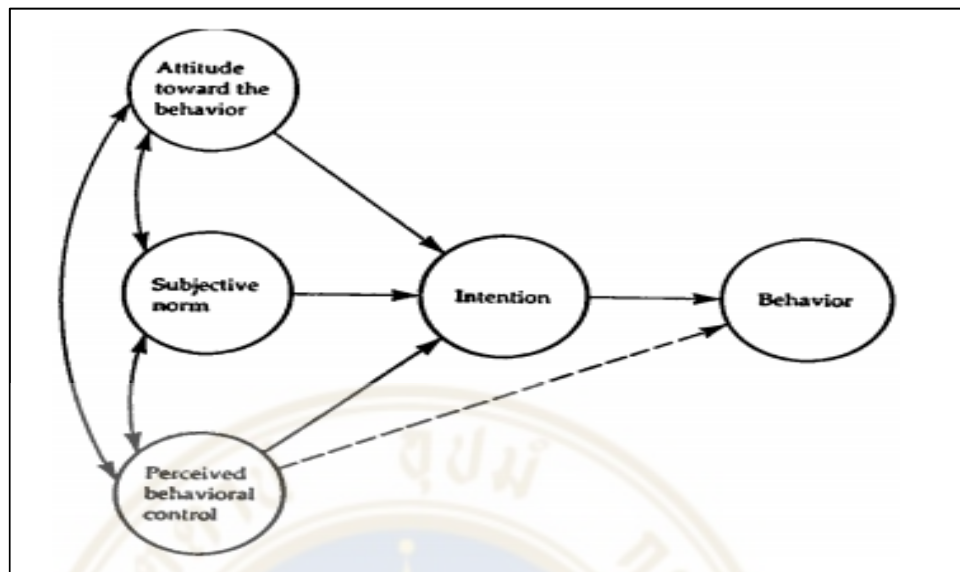 Attitude
toward the
behavior
Subjective
norm
Intention
Behavior
Perceived
behavioral
control